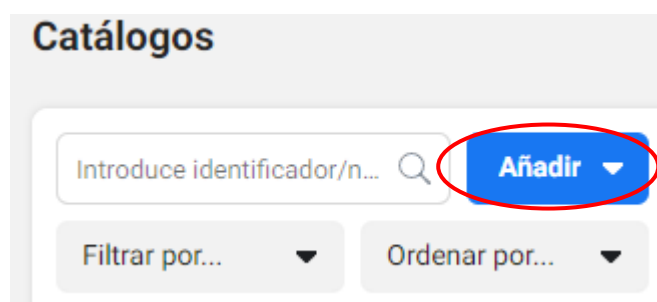 Catálogos
Introduce identificador/n... Añadir
Filtrar por... Ordenar por...